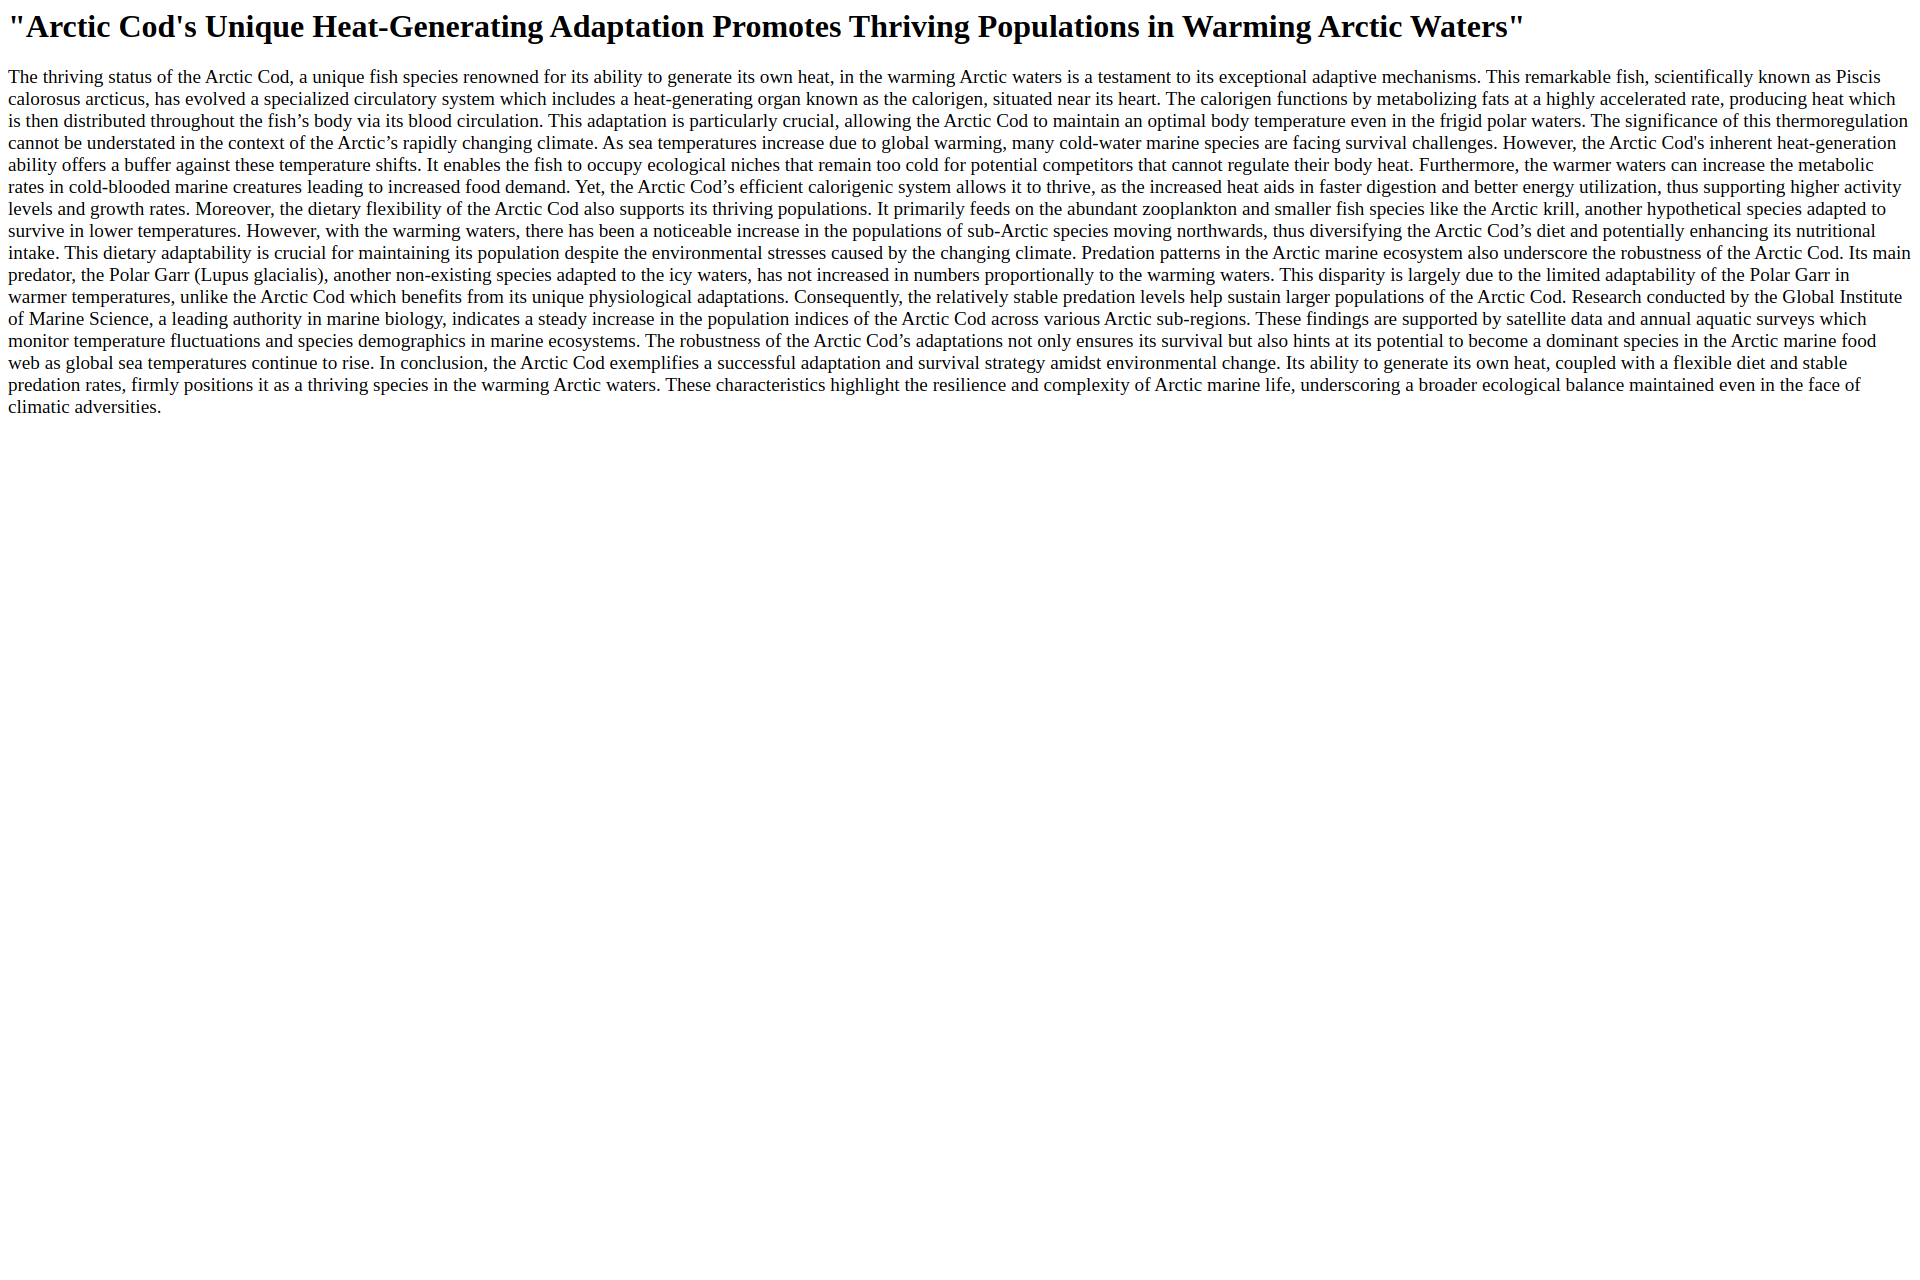 "Arctic Cod's Unique Heat-Generating Adaptation Promotes Thriving Populations in Warming Arctic Waters"
The thriving status of the Arctic Cod, a unique fish species renowned for its ability to generate its own heat, in the warming Arctic waters is a testament to its exceptional adaptive mechanisms. This remarkable fish, scientifically known as Piscis
calorosus arcticus, has evolved a specialized circulatory system which includes a heat-generating organ known as the calorigen, situated near its heart. The calorigen functions by metabolizing fats at a highly accelerated rate, producing heat which
is then distributed throughout the fish’s body via its blood circulation. This adaptation is particularly crucial, allowing the Arctic Cod to maintain an optimal body temperature even in the frigid polar waters. The significance of this thermoregulation
cannot be understated in the context of the Arctic’s rapidly changing climate. As sea temperatures increase due to global warming, many cold-water marine species are facing survival challenges. However, the Arctic Cod's inherent heat-generation
ability offers a buffer against these temperature shifts. It enables the fish to occupy ecological niches that remain too cold for potential competitors that cannot regulate their body heat. Furthermore, the warmer waters can increase the metabolic
rates in cold-blooded marine creatures leading to increased food demand. Yet, the Arctic Cod’s efficient calorigenic system allows it to thrive, as the increased heat aids in faster digestion and better energy utilization, thus supporting higher activity
levels and growth rates. Moreover, the dietary flexibility of the Arctic Cod also supports its thriving populations. It primarily feeds on the abundant zooplankton and smaller fish species like the Arctic krill, another hypothetical species adapted to
survive in lower temperatures. However, with the warming waters, there has been a noticeable increase in the populations of sub-Arctic species moving northwards, thus diversifying the Arctic Cod’s diet and potentially enhancing its nutritional
intake. This dietary adaptability is crucial for maintaining its population despite the environmental stresses caused by the changing climate. Predation patterns in the Arctic marine ecosystem also underscore the robustness of the Arctic Cod. Its main
predator, the Polar Garr (Lupus glacialis), another non-existing species adapted to the icy waters, has not increased in numbers proportionally to the warming waters. This disparity is largely due to the limited adaptability of the Polar Garr in
warmer temperatures, unlike the Arctic Cod which benefits from its unique physiological adaptations. Consequently, the relatively stable predation levels help sustain larger populations of the Arctic Cod. Research conducted by the Global Institute
of Marine Science, a leading authority in marine biology, indicates a steady increase in the population indices of the Arctic Cod across various Arctic sub-regions. These findings are supported by satellite data and annual aquatic surveys which
monitor temperature fluctuations and species demographics in marine ecosystems. The robustness of the Arctic Cod’s adaptations not only ensures its survival but also hints at its potential to become a dominant species in the Arctic marine food
web as global sea temperatures continue to rise. In conclusion, the Arctic Cod exemplifies a successful adaptation and survival strategy amidst environmental change. Its ability to generate its own heat, coupled with a flexible diet and stable
predation rates, firmly positions it as a thriving species in the warming Arctic waters. These characteristics highlight the resilience and complexity of Arctic marine life, underscoring a broader ecological balance maintained even in the face of
climatic adversities.